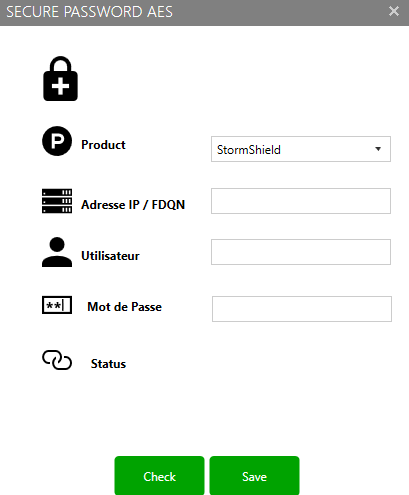 SECURE PASSWORD AES
Product
StormShield
Adresse IP / FDQN
Utilisateur
Mot de Passe
Status
Check
Save